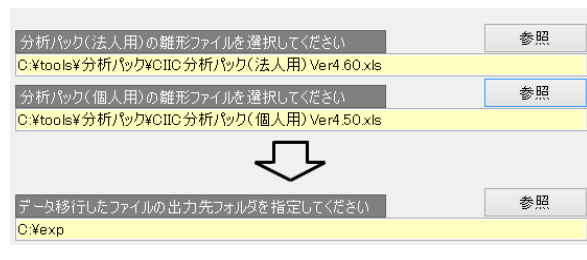 分析パック(法人用)の雛形ファイルを選択してください
参照
C:¥tools¥分析パック¥CIIC分析パック(法人用)Ver4.60.xls
分析パック(個人用)の雛形ファイルを選択してください
参照
C:¥tools¥分析パック¥CIIC分析パック(個人用)Ver4.50.xls
データ移行したファイルの出力先フォルダを指定してください
参照
C:¥exp